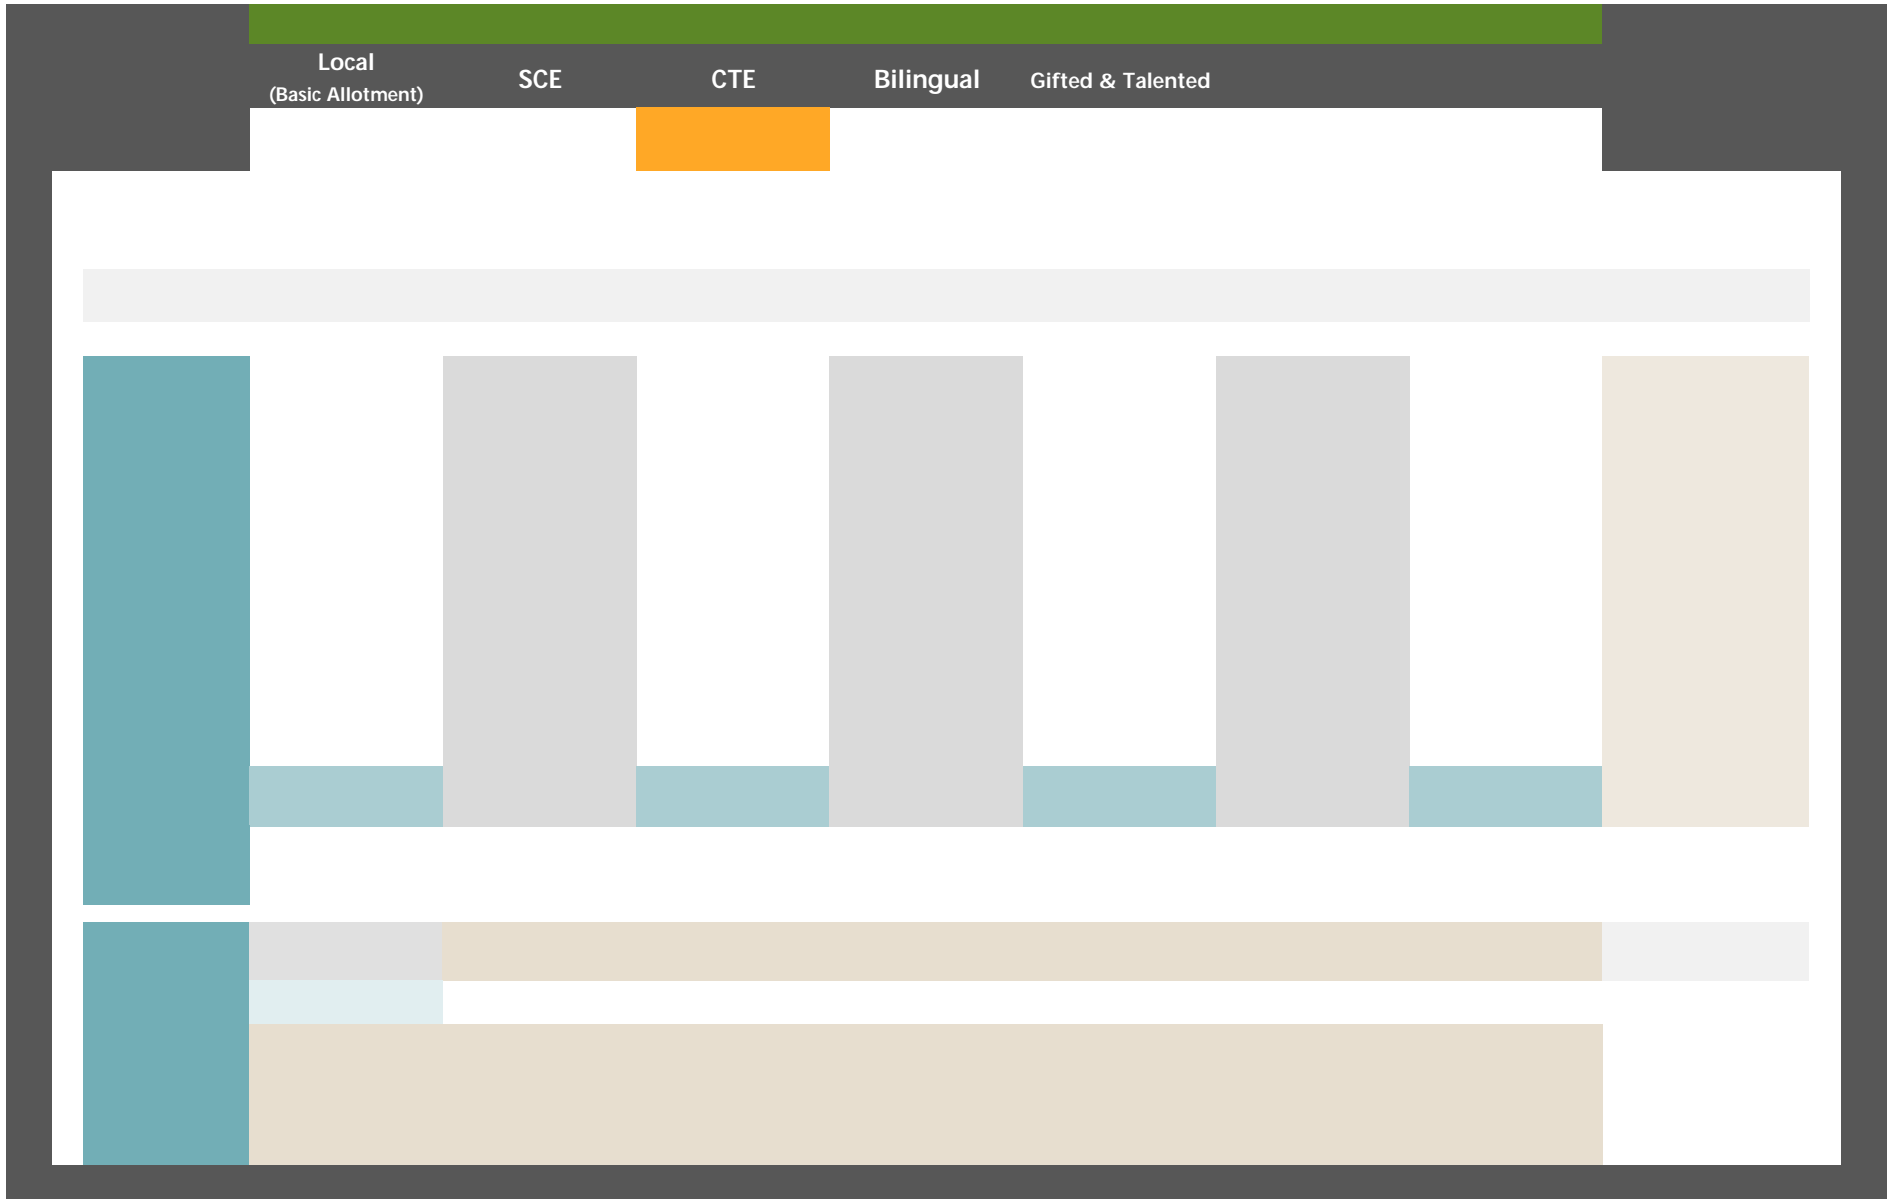 Local
(Basic Allotment)
SCE
CTE
Bilingual
Gifted & Talented